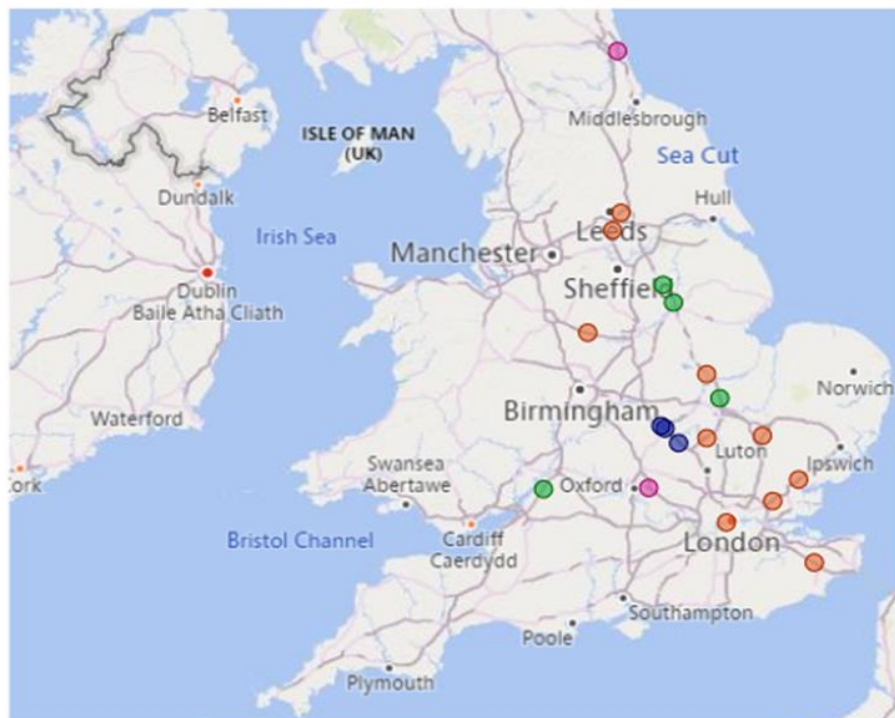 Belfast
ISLE OF MAN
(UK)
Middlesbrough
Sea Cut
Dundalk
Hull
Irish Sea
Leeds
Manchester
Dublin
Baile Atha Cliath
Sheffield
Norwich
Birmingham
Waterford
Luton
Ipswich
Swansea
Abertawe
Oxford
Cork
Bristol Channel
Cardiff
Caerdydd
London
Southampton
Poole
Plymouth